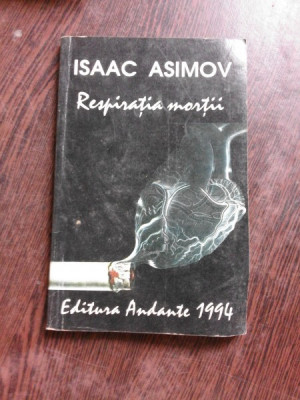 ISAAC ASIMOV
Respirația morții
Editura Andante 1994